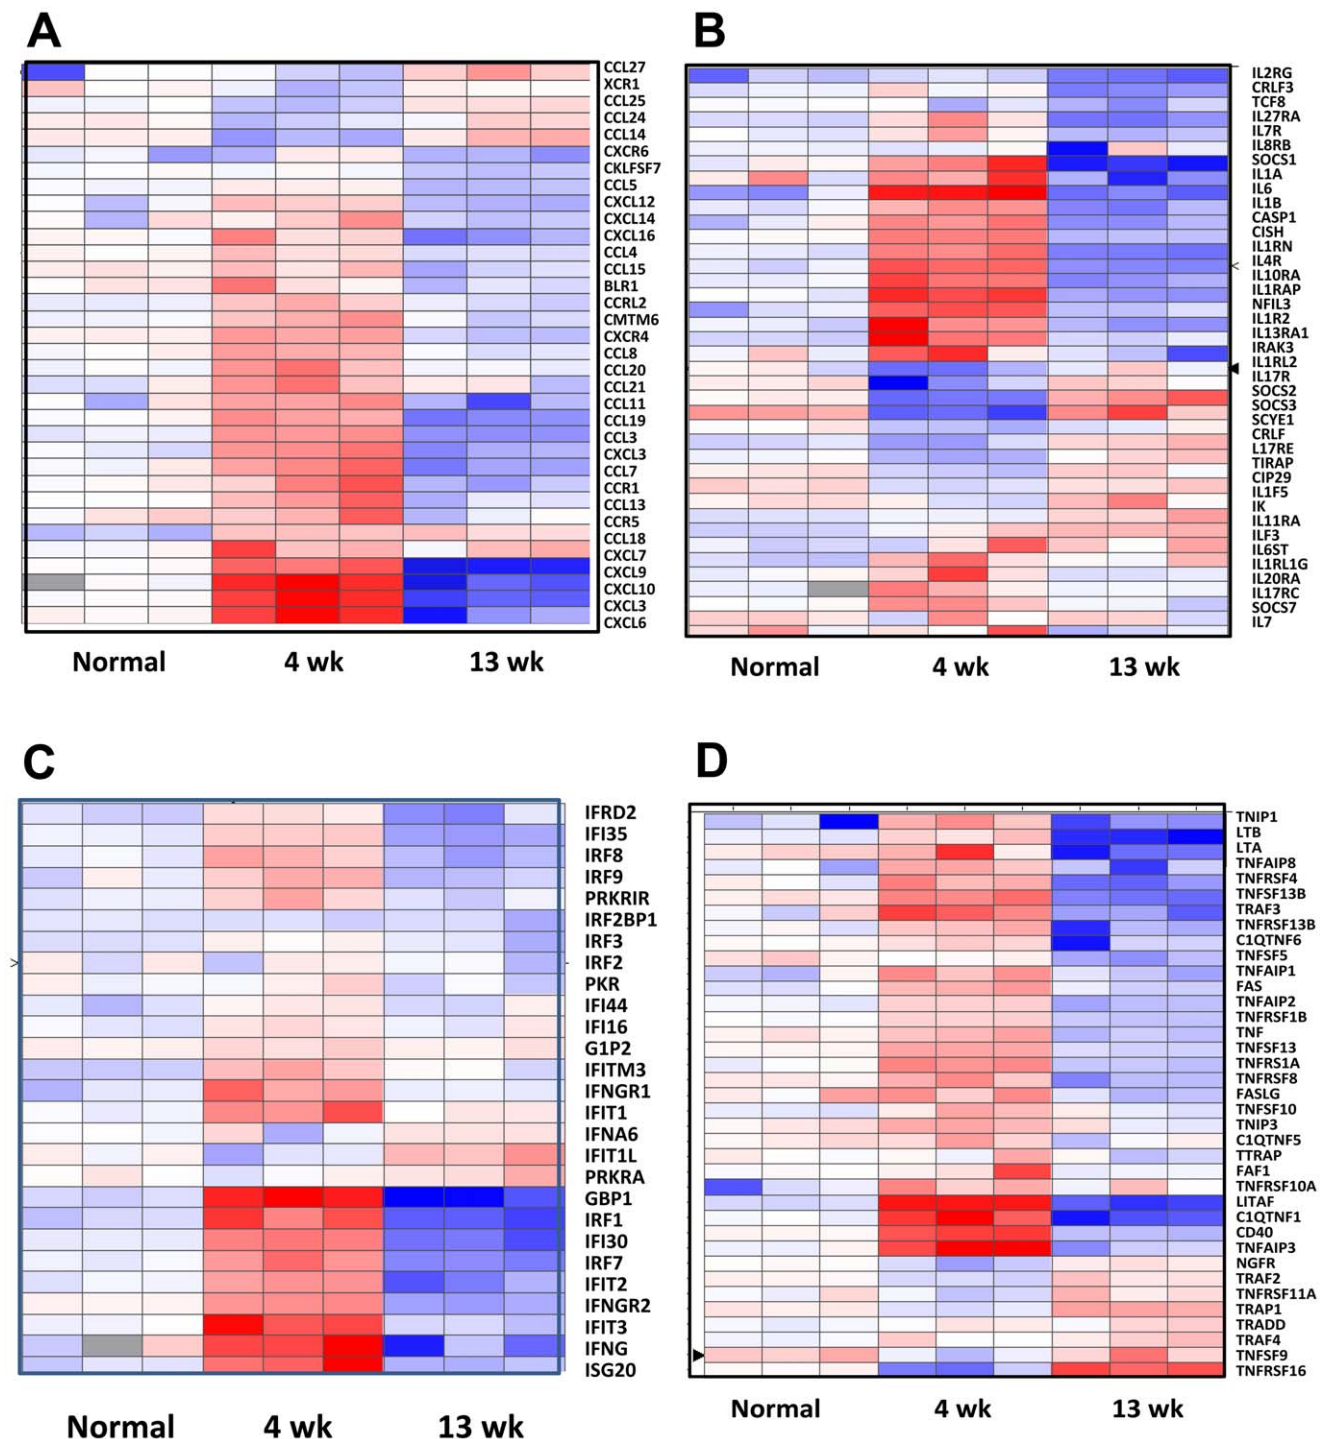 A
CCL27
XCR1
CCL25
CCL24
CCL14
CXCR6
CKLFSF7
CCL5
CXCL12
CXCL14
CXCL16
CCL4
CCL15
BLR1
CCRL2
CMTM6
CXCR4
CCL8
CCL20
CCL21
CCL11
CCL19
CCL3
CXCL3
CCL7
CCR1
CCL13
CCR5
CCL18
CXCL7
CXCL9
CXCL10
CXCL3
CXCL6
Normal 4 wk 13 wk
B
IL2RG
CRLF3
TCF8
IL27RA
IL7R
IL8RB
SOCS1
IL1A
IL6
IL1B
CASP1
CISH
IL1RN
IL4R
IL10RA
IL1RAP
NFIL3
IL1R2
IL13RA1
IRAK3
IL1RL2
IL17R
SOCS2
SOCS3
SCYE1
CRLF
L17RE
TIRAP
CIP29
IL1F5
IK
IL11RA
ILF3
IL6ST
IL1RL1G
IL20RA
IL17RC
SOCS7
IL7
Normal 4 wk 13 wk
C
IFRD2
IFI35
IRF8
IRF9
PRKRIR
IRF2BP1
IRF3
IRF2
PKR
IFI44
IFI16
G1P2
IFITM3
IFNGR1
IFIT1
IFNA6
IFIT1L
PRKRA
GBP1
IRF1
IFI30
IRF7
IFIT2
IFNGR2
IFIT3
IFNG
ISG20
Normal 4 wk 13 wk
D
TNIP1
LTB
LTA
TNFAIP8
TNFRSF4
TNFSF13B
TRAF3
TNFRSF13B
C1QTNF6
TNFSF5
TNFAIP1
FAS
TNFAIP2
TNFRSF1B
TNF
TNFSF13
TNFRS1A
TNFRSF8
FASLG
TNFSF10
TNIP3
C1QTNF5
TTRAP
FAF1
TNFRSF10A
LITAF
C1QTNF1
CD40
TNFAIP3
NGFR
TRAF2
TNFRSF11A
TRAP1
TRADD
TRAF4
TNFSF9
TNFRSF16
Normal 4 wk 13 wk